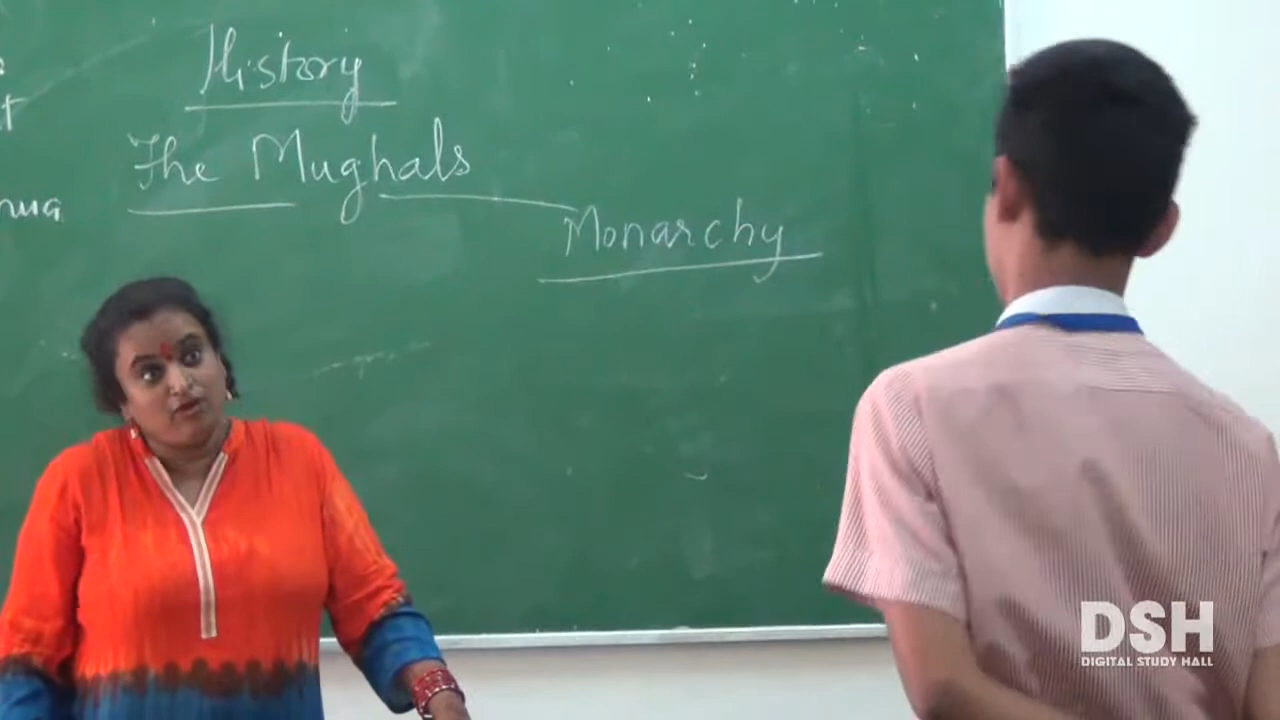 History
The Mughals
Monarchy
DSH
DIGITAL STUDY HALL